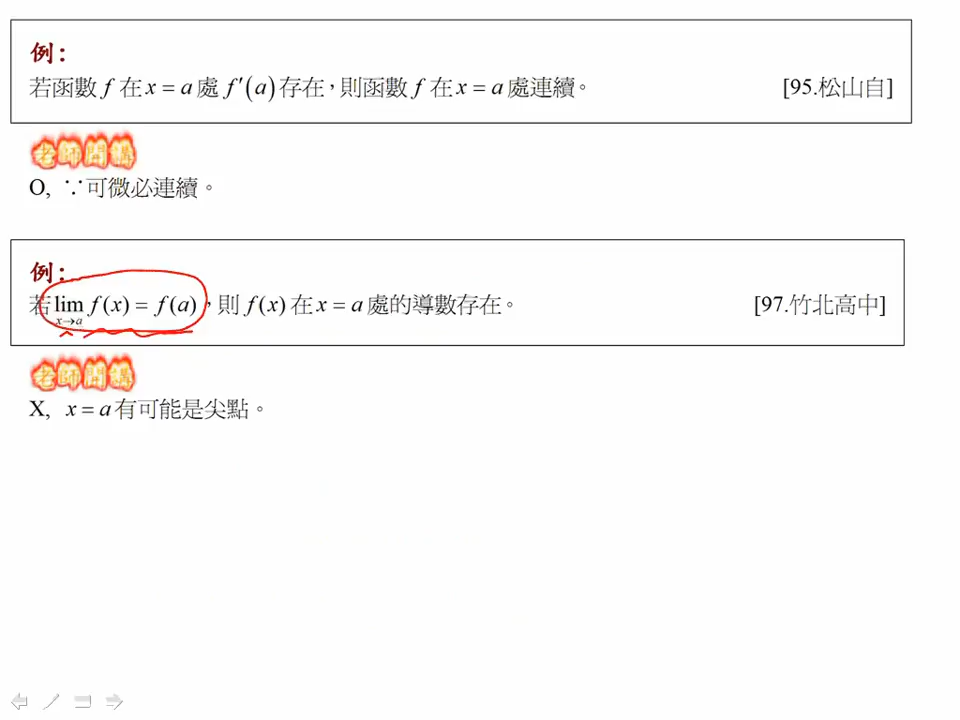 例：
若函數 f 在 x = a 處 f′(a) 存在，則函數 f 在 x = a 處連續。 [95.松山自]
老師開講
O, ∵可微必連續。
例：
若 lim_{x→a} f(x) = f(a)，則 f(x) 在 x = a 處的導數存在。 [97.竹北高中]
老師開講
X, x = a 有可能是尖點。